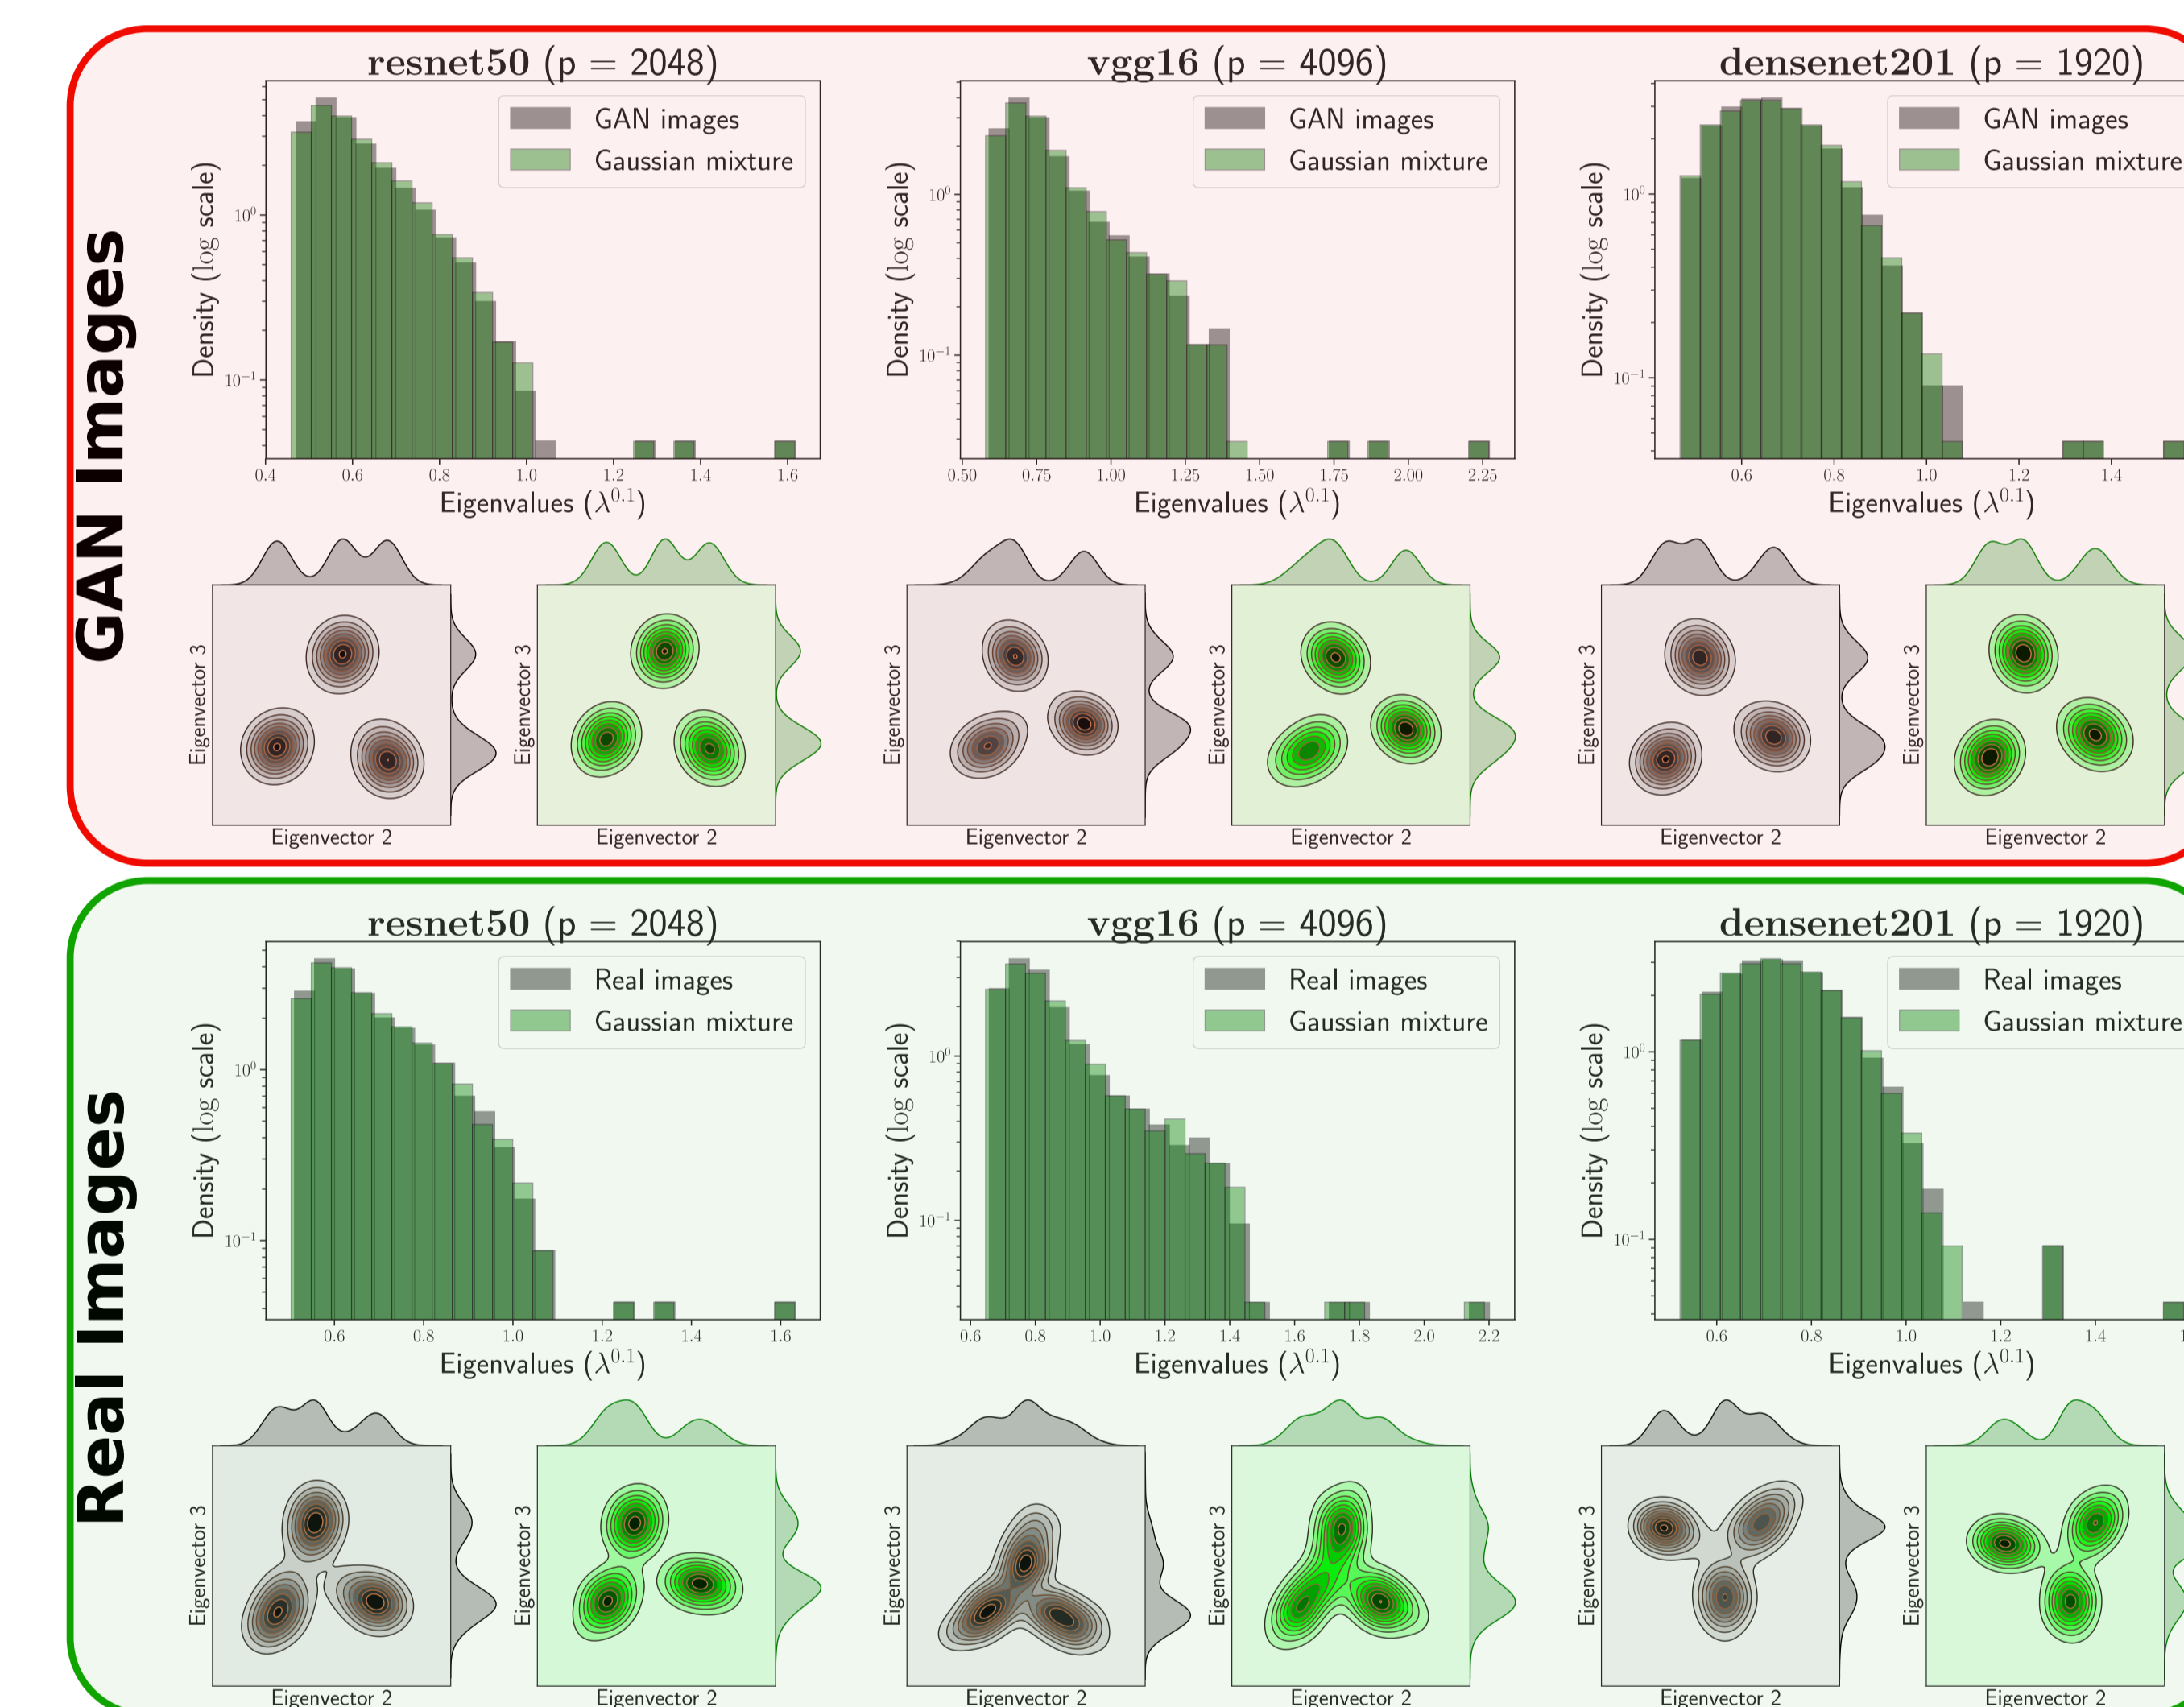 GAN Images
resnet50 (p = 2048)
GAN images
Gaussian mixture
Density (log scale)
10⁰
10⁻¹
0.4 0.6 0.8 1.0 1.2 1.4 1.6
Eigenvalues (λ^0.1)
vgg16 (p = 4096)
GAN images
Gaussian mixture
Density (log scale)
10⁰
10⁻¹
0.50 0.75 1.00 1.25 1.50 1.75 2.00 2.25
Eigenvalues (λ^0.1)
densenet201 (p = 1920)
GAN images
Gaussian mixture
Density (log scale)
10⁰
10⁻¹
0.6 0.8 1.0 1.2 1.4
Eigenvalues (λ^0.1)
Eigenvector 3
Eigenvector 2
Eigenvector 3
Eigenvector 2
Eigenvector 3
Eigenvector 2
Eigenvector 3
Eigenvector 2
Eigenvector 3
Eigenvector 2
Eigenvector 3
Eigenvector 2
Real Images
resnet50 (p = 2048)
Real images
Gaussian mixture
Density (log scale)
10⁰
10⁻¹
0.6 0.8 1.0 1.2 1.4 1.6
Eigenvalues (λ^0.1)
vgg16 (p = 4096)
Real images
Gaussian mixture
Density (log scale)
10⁰
10⁻¹
0.6 0.8 1.0 1.2 1.4 1.6 1.8 2.0 2.2
Eigenvalues (λ^0.1)
densenet201 (p = 1920)
Real images
Gaussian mixture
Density (log scale)
10⁰
10⁻¹
0.6 0.8 1.0 1.2 1.4
Eigenvalues (λ^0.1)
Eigenvector 3
Eigenvector 2
Eigenvector 3
Eigenvector 2
Eigenvector 3
Eigenvector 2
Eigenvector 3
Eigenvector 2
Eigenvector 3
Eigenvector 2
Eigenvector 3
Eigenvector 2